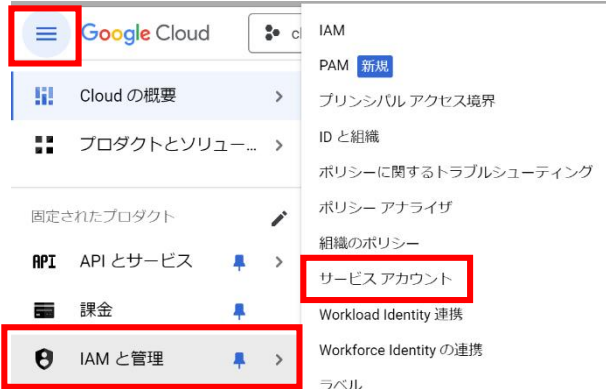 Google Cloud
Cloud の概要
プロダクトとソリュー...
固定されたプロダクト
API API とサービス
課金
IAM と管理
IAM
PAM 新規
プリンシパル アクセス境界
ID と組織
ポリシーに関するトラブルシューティング
ポリシー アナライザ
組織のポリシー
サービス アカウント
Workload Identity 連携
Workforce Identity の連携
ラベル